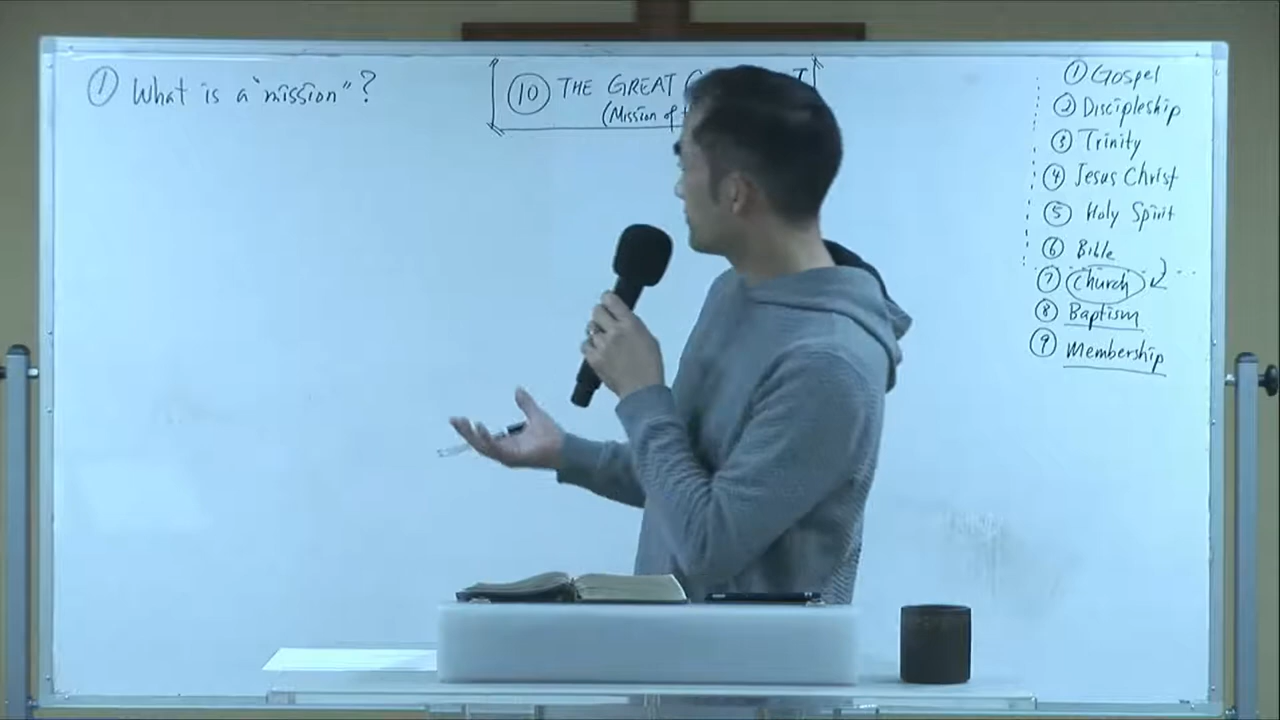 ① What is a "mission"?
⑩ THE GREAT
(Mission of
① Gospel
② Discipleship
③ Trinity
④ Jesus Christ
⑤ Holy Spirit
⑥ Bible
⑦ Church
⑧ Baptism
⑨ Membership